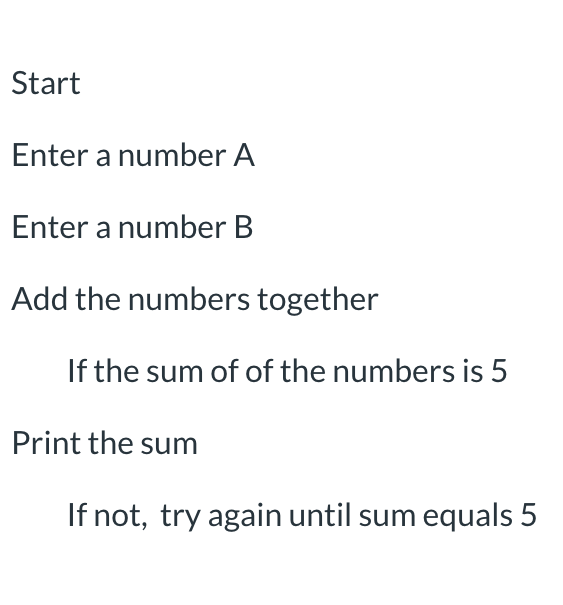 Start
Enter a number A
Enter a number B
Add the numbers together
If the sum of of the numbers is 5
Print the sum
If not, try again until sum equals 5